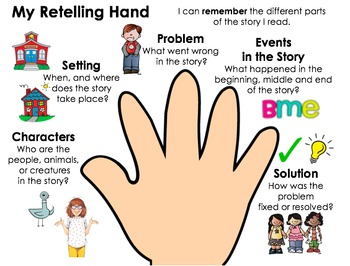 My Retelling Hand
I can remember the different parts
of the story I read.
Problem
What went wrong
in the story?
Events
in the Story
What happened in the
beginning, middle and end
of the story?
BME
Setting
When, and where
does the story
take place?
Characters
Who are the
people, animals,
or creatures
in the story?
Solution
How was the
problem
fixed or resolved?